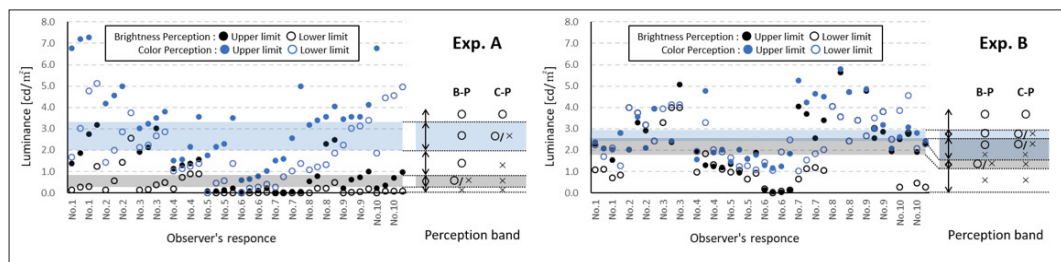 8.0
7.0
6.0
5.0
4.0
3.0
2.0
1.0
0.0
Luminance [cd/m²]
Brightness Perception : ● Upper limit ○ Lower limit
Color Perception : ● Upper limit ○ Lower limit
No.1
No.1
No.2
No.2
No.3
No.3
No.4
No.4
No.5
No.5
No.6
No.6
No.7
No.7
No.8
No.8
No.9
No.9
No.10
No.10
Observer's responce
Exp. A
B-P C-P
○ ○
○ ○/×
○ ×
○/× ×
× ×
Perception band
8.0
7.0
6.0
5.0
4.0
3.0
2.0
1.0
0.0
Luminance [cd/m²]
Brightness Perception : ● Upper limit ○ Lower limit
Color Perception : ● Upper limit ○ Lower limit
No.1
No.1
No.2
No.2
No.3
No.3
No.4
No.4
No.5
No.5
No.6
No.6
No.7
No.7
No.8
No.8
No.9
No.9
No.10
No.10
Observer's responce
Exp. B
B-P C-P
○ ○
○ ○/×
○ ○/×
× ×
○/× ×
× ×
Perception band